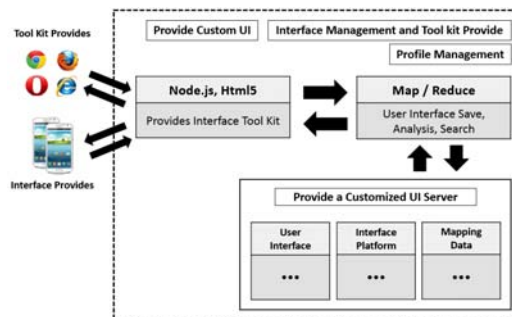 Tool Kit Provides
Provide Custom UI
Interface Management and Tool kit Provide
Profile Management
Node.js, Html5
Provides Interface Tool Kit
Map / Reduce
User Interface Save,
Analysis, Search
Interface Provides
Provide a Customized UI Server
User
Interface
...
Interface
Platform
...
Mapping
Data
...